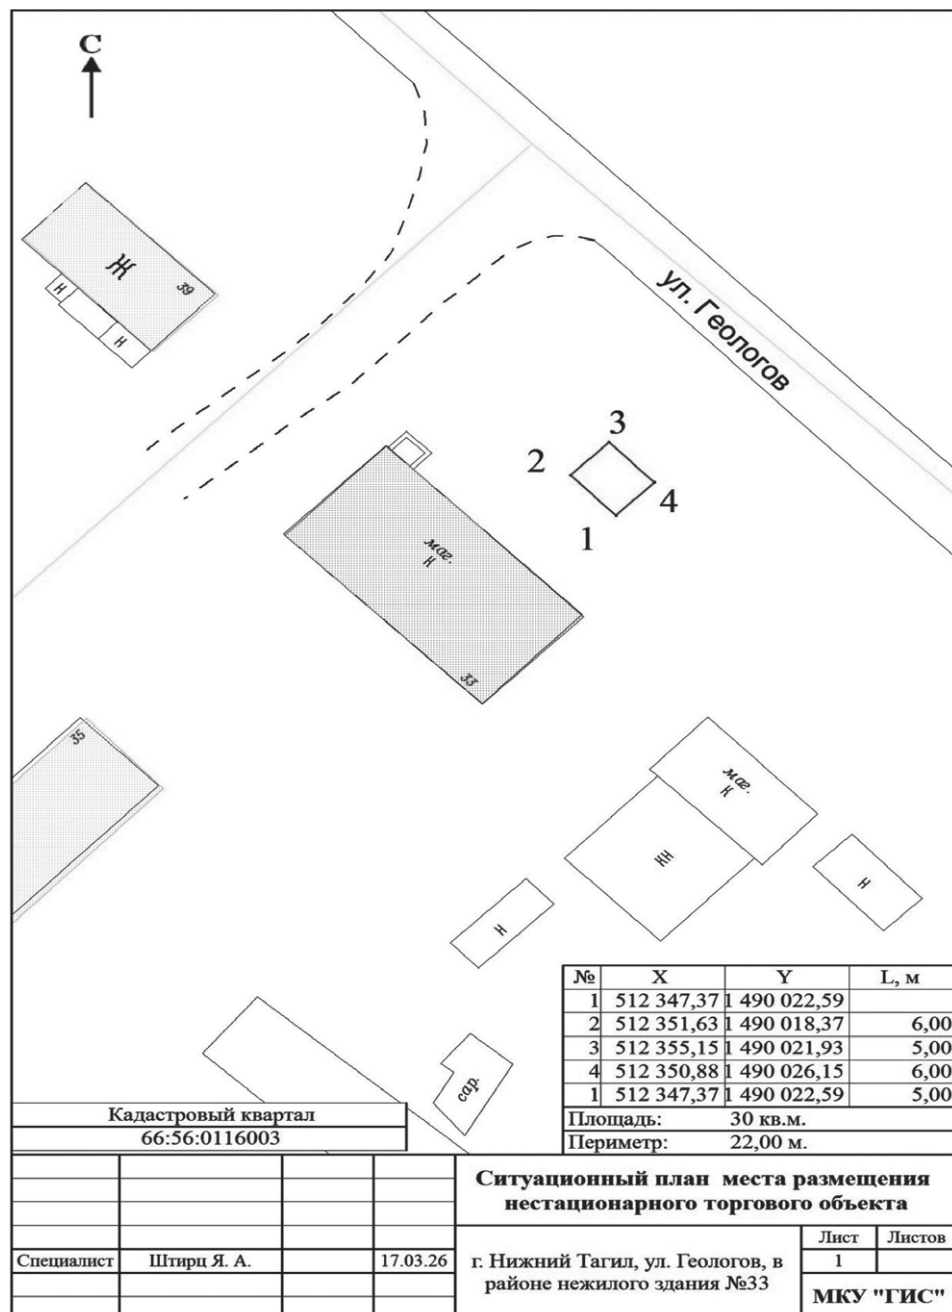 С
Ж
39
Н
Н
ул. Геологов
3
2
4
1
маг.
К
33
35
маг.
К
КН
Н
Н
сар.
№ X Y L, м
1 512 347,37 1 490 022,59
2 512 351,63 1 490 018,37 6,00
3 512 355,15 1 490 021,93 5,00
4 512 350,88 1 490 026,15 6,00
1 512 347,37 1 490 022,59 5,00
Площадь: 30 кв.м.
Периметр: 22,00 м.
Кадастровый квартал
66:56:0116003
Ситуационный план места размещения
нестационарного торгового объекта
Специалист Штирц Я. А. 17.03.26
г. Нижний Тагил, ул. Геологов, в
районе нежилого здания №33
Лист Листов
1
МКУ "ГИС"